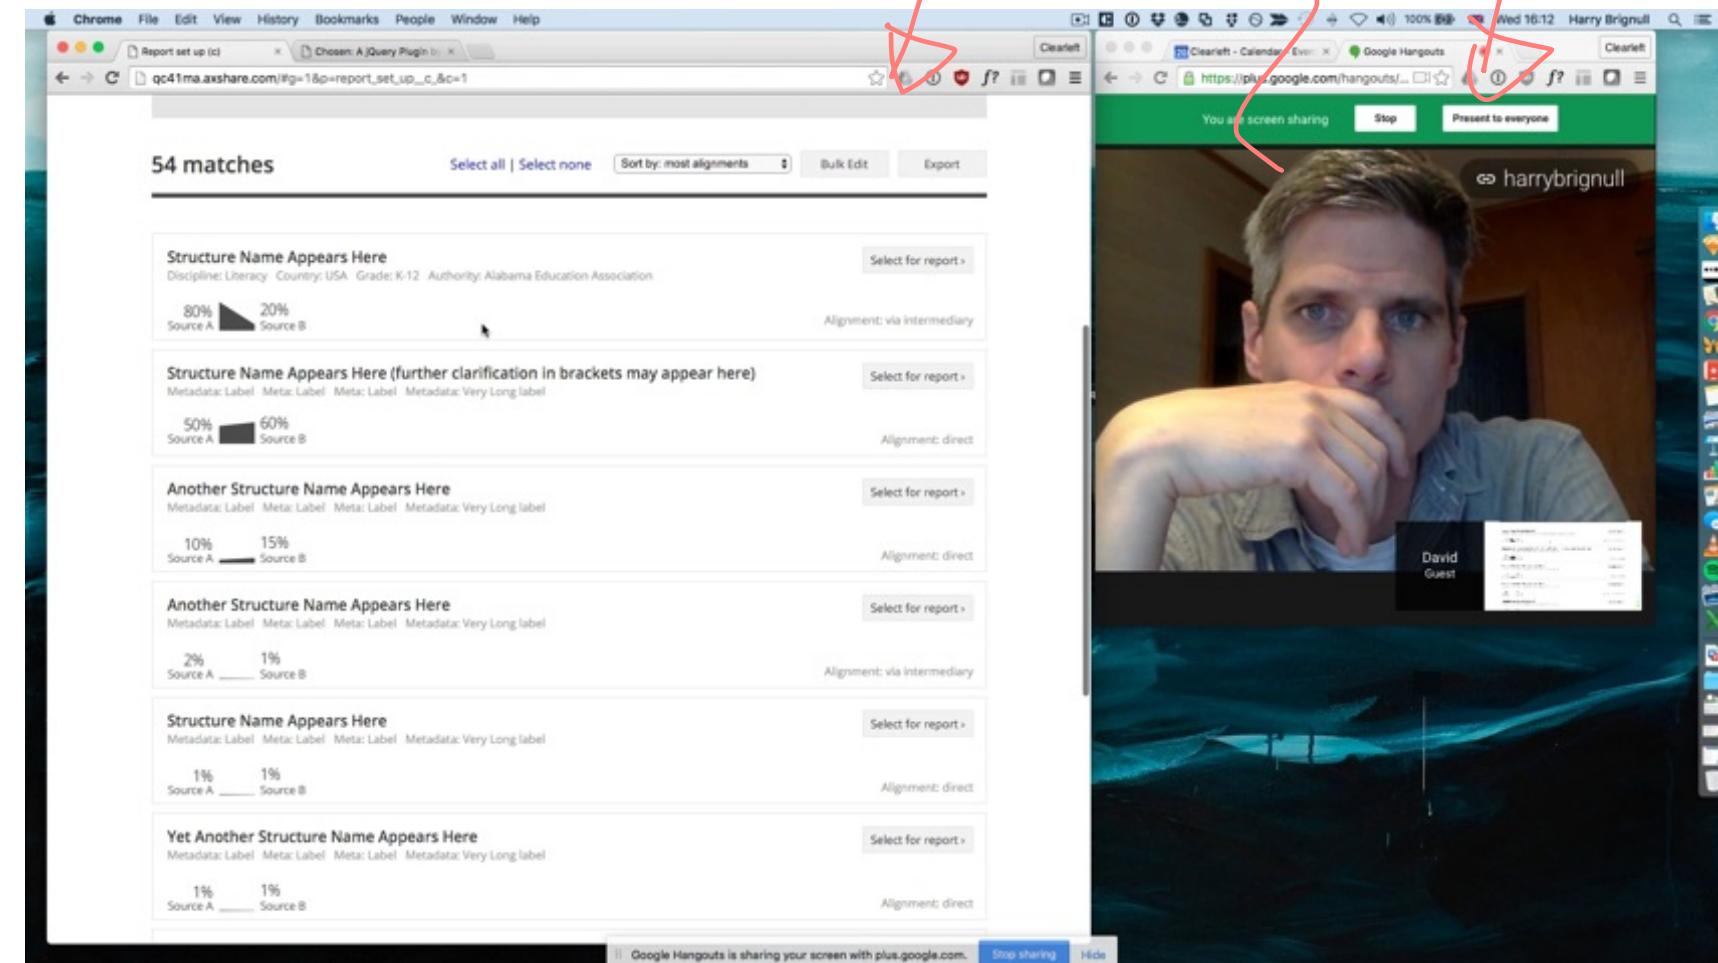 Chrome File Edit View History Bookmarks People Window Help
100%
Wed 16:12 Harry Brignull
Report set up (c)
Chosen: A jQuery Plugin by
Clearleft
qc41ma.axshare.com/#g=1&p=report_set_up__c_&c=1
f?
54 matches
Select all | Select none
Sort by: most alignments
Bulk Edit
Export
Structure Name Appears Here
Select for report ›
Discipline: Literacy Country: USA Grade: K-12 Authority: Alabama Education Association
80% 20%
Source A Source B
Alignment: via intermediary
Structure Name Appears Here (further clarification in brackets may appear here)
Select for report ›
Metadata: Label Meta: Label Meta: Label Metadata: Very Long label
50% 60%
Source A Source B
Alignment: direct
Another Structure Name Appears Here
Select for report ›
Metadata: Label Meta: Label Meta: Label Metadata: Very Long label
10% 15%
Source A Source B
Alignment: direct
Another Structure Name Appears Here
Select for report ›
Metadata: Label Meta: Label Meta: Label Metadata: Very Long label
2% 1%
Source A Source B
Alignment: via intermediary
Structure Name Appears Here
Select for report ›
Metadata: Label Meta: Label Meta: Label Metadata: Very Long label
1% 1%
Source A Source B
Alignment: direct
Yet Another Structure Name Appears Here
Select for report ›
Metadata: Label Meta: Label Meta: Label Metadata: Very Long label
1% 1%
Source A Source B
Alignment: direct
Google Hangouts is sharing your screen with plus.google.com.
Stop sharing
Hide
Clearleft - Calendar - Even
Google Hangouts
Clearleft
https://plus.google.com/hangouts/...
f?
You are screen sharing
Stop
Present to everyone
harrybrignull
David
Guest